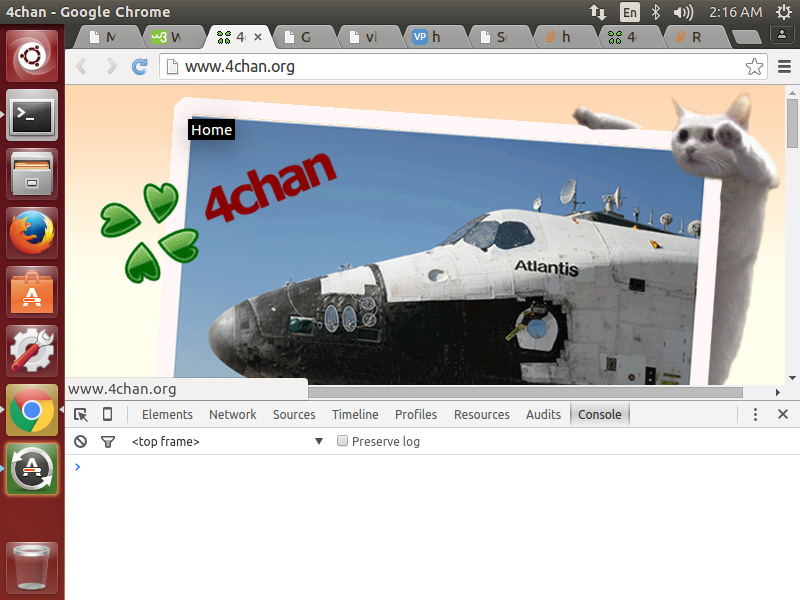 4chan - Google Chrome
En
2:16 AM
M
W
4
G
vi
VP h
S
h
4
R
www.4chan.org
Home
4chan
Atlantis
www.4chan.org
Elements Network Sources Timeline Profiles Resources Audits Console
<top frame> Preserve log